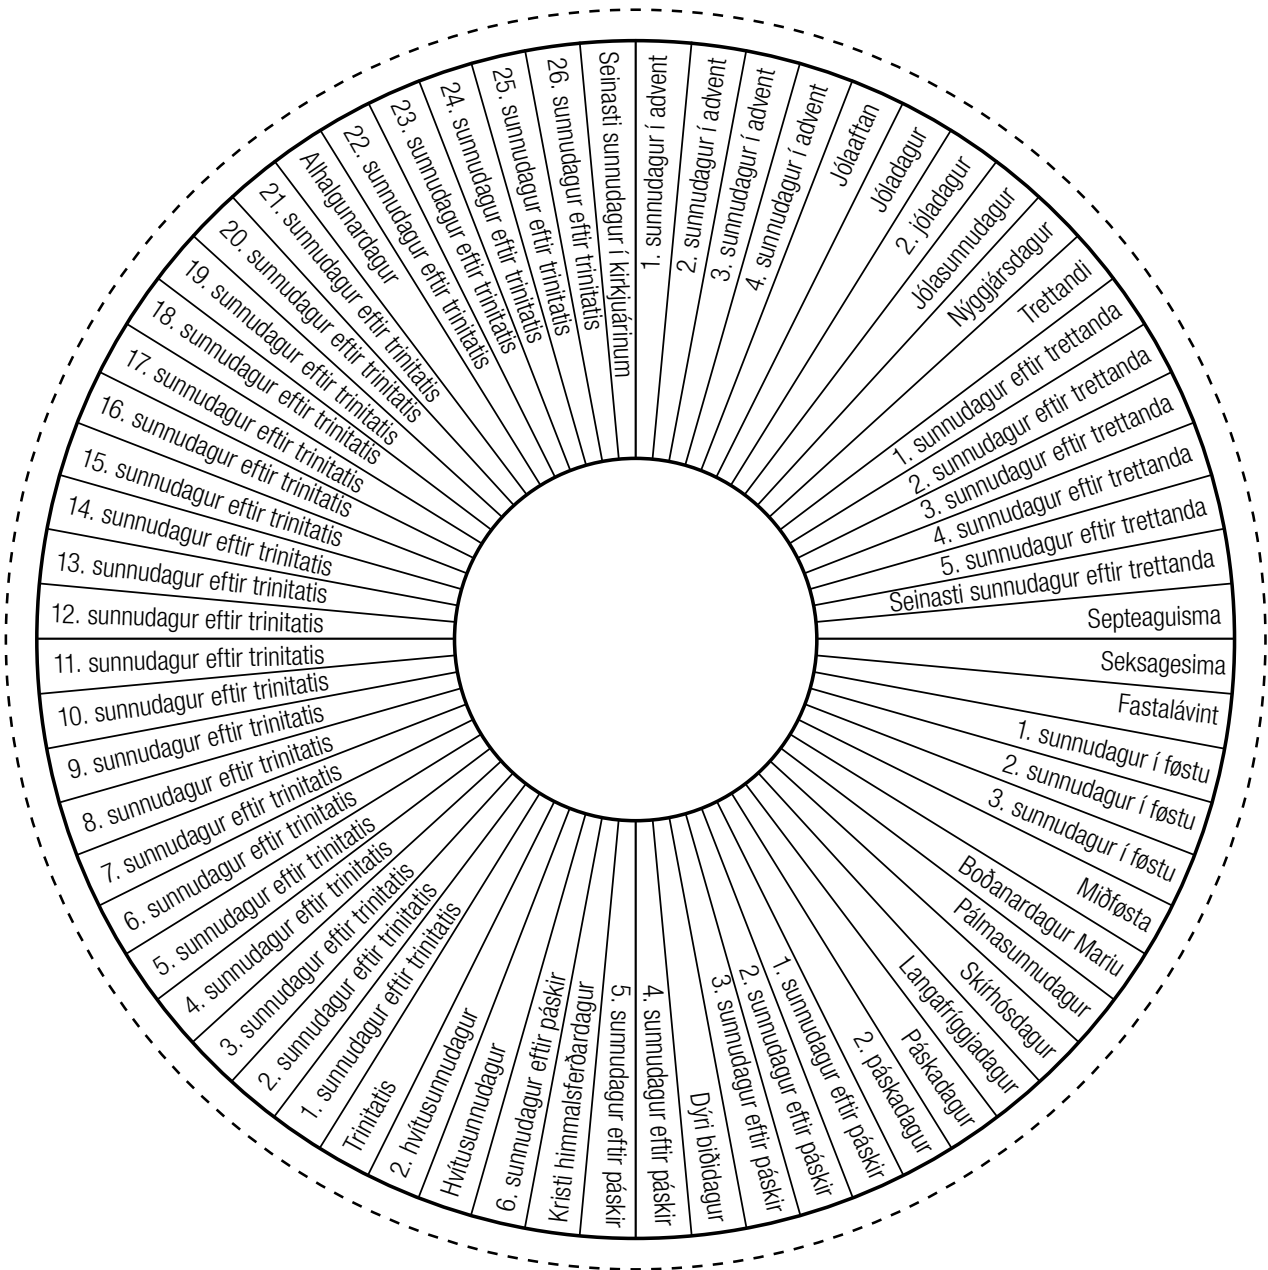 1. sunnudagur í advent
2. sunnudagur í advent
3. sunnudagur í advent
4. sunnudagur í advent
Jólaaftan
Jóladagur
2. jóladagur
Jólasunnudagur
Nýggjársdagur
Trettandi
1. sunnudagur eftir trettanda
2. sunnudagur eftir trettanda
3. sunnudagur eftir trettanda
4. sunnudagur eftir trettanda
5. sunnudagur eftir trettanda
Seinasti sunnudagur eftir trettanda
Septeaguisma
Seksagesima
Fastalávint
1. sunnudagur í føstu
2. sunnudagur í føstu
3. sunnudagur í føstu
Miðføsta
Boðanardagur Mariu
Pálmasunnudagur
Skírhósdagur
Langafríggjadagur
Páskadagur
2. páskadagur
1. sunnudagur eftir páskir
2. sunnudagur eftir páskir
3. sunnudagur eftir páskir
Dýri biðidagur
4. sunnudagur eftir páskir
5. sunnudagur eftir páskir
Kristi himmalsferðardagur
6. sunnudagur eftir páskir
Hvítusunnudagur
2. hvítusunnudagur
Trinitatis
1. sunnudagur eftir trinitatis
2. sunnudagur eftir trinitatis
3. sunnudagur eftir trinitatis
4. sunnudagur eftir trinitatis
5. sunnudagur eftir trinitatis
6. sunnudagur eftir trinitatis
7. sunnudagur eftir trinitatis
8. sunnudagur eftir trinitatis
9. sunnudagur eftir trinitatis
10. sunnudagur eftir trinitatis
11. sunnudagur eftir trinitatis
12. sunnudagur eftir trinitatis
13. sunnudagur eftir trinitatis
14. sunnudagur eftir trinitatis
15. sunnudagur eftir trinitatis
16. sunnudagur eftir trinitatis
17. sunnudagur eftir trinitatis
18. sunnudagur eftir trinitatis
19. sunnudagur eftir trinitatis
20. sunnudagur eftir trinitatis
21. sunnudagur eftir trinitatis
Alhalgunardagur
22. sunnudagur eftir trinitatis
23. sunnudagur eftir trinitatis
24. sunnudagur eftir trinitatis
25. sunnudagur eftir trinitatis
26. sunnudagur eftir trinitatis
Seinasti sunnudagur í kirkjuárinum